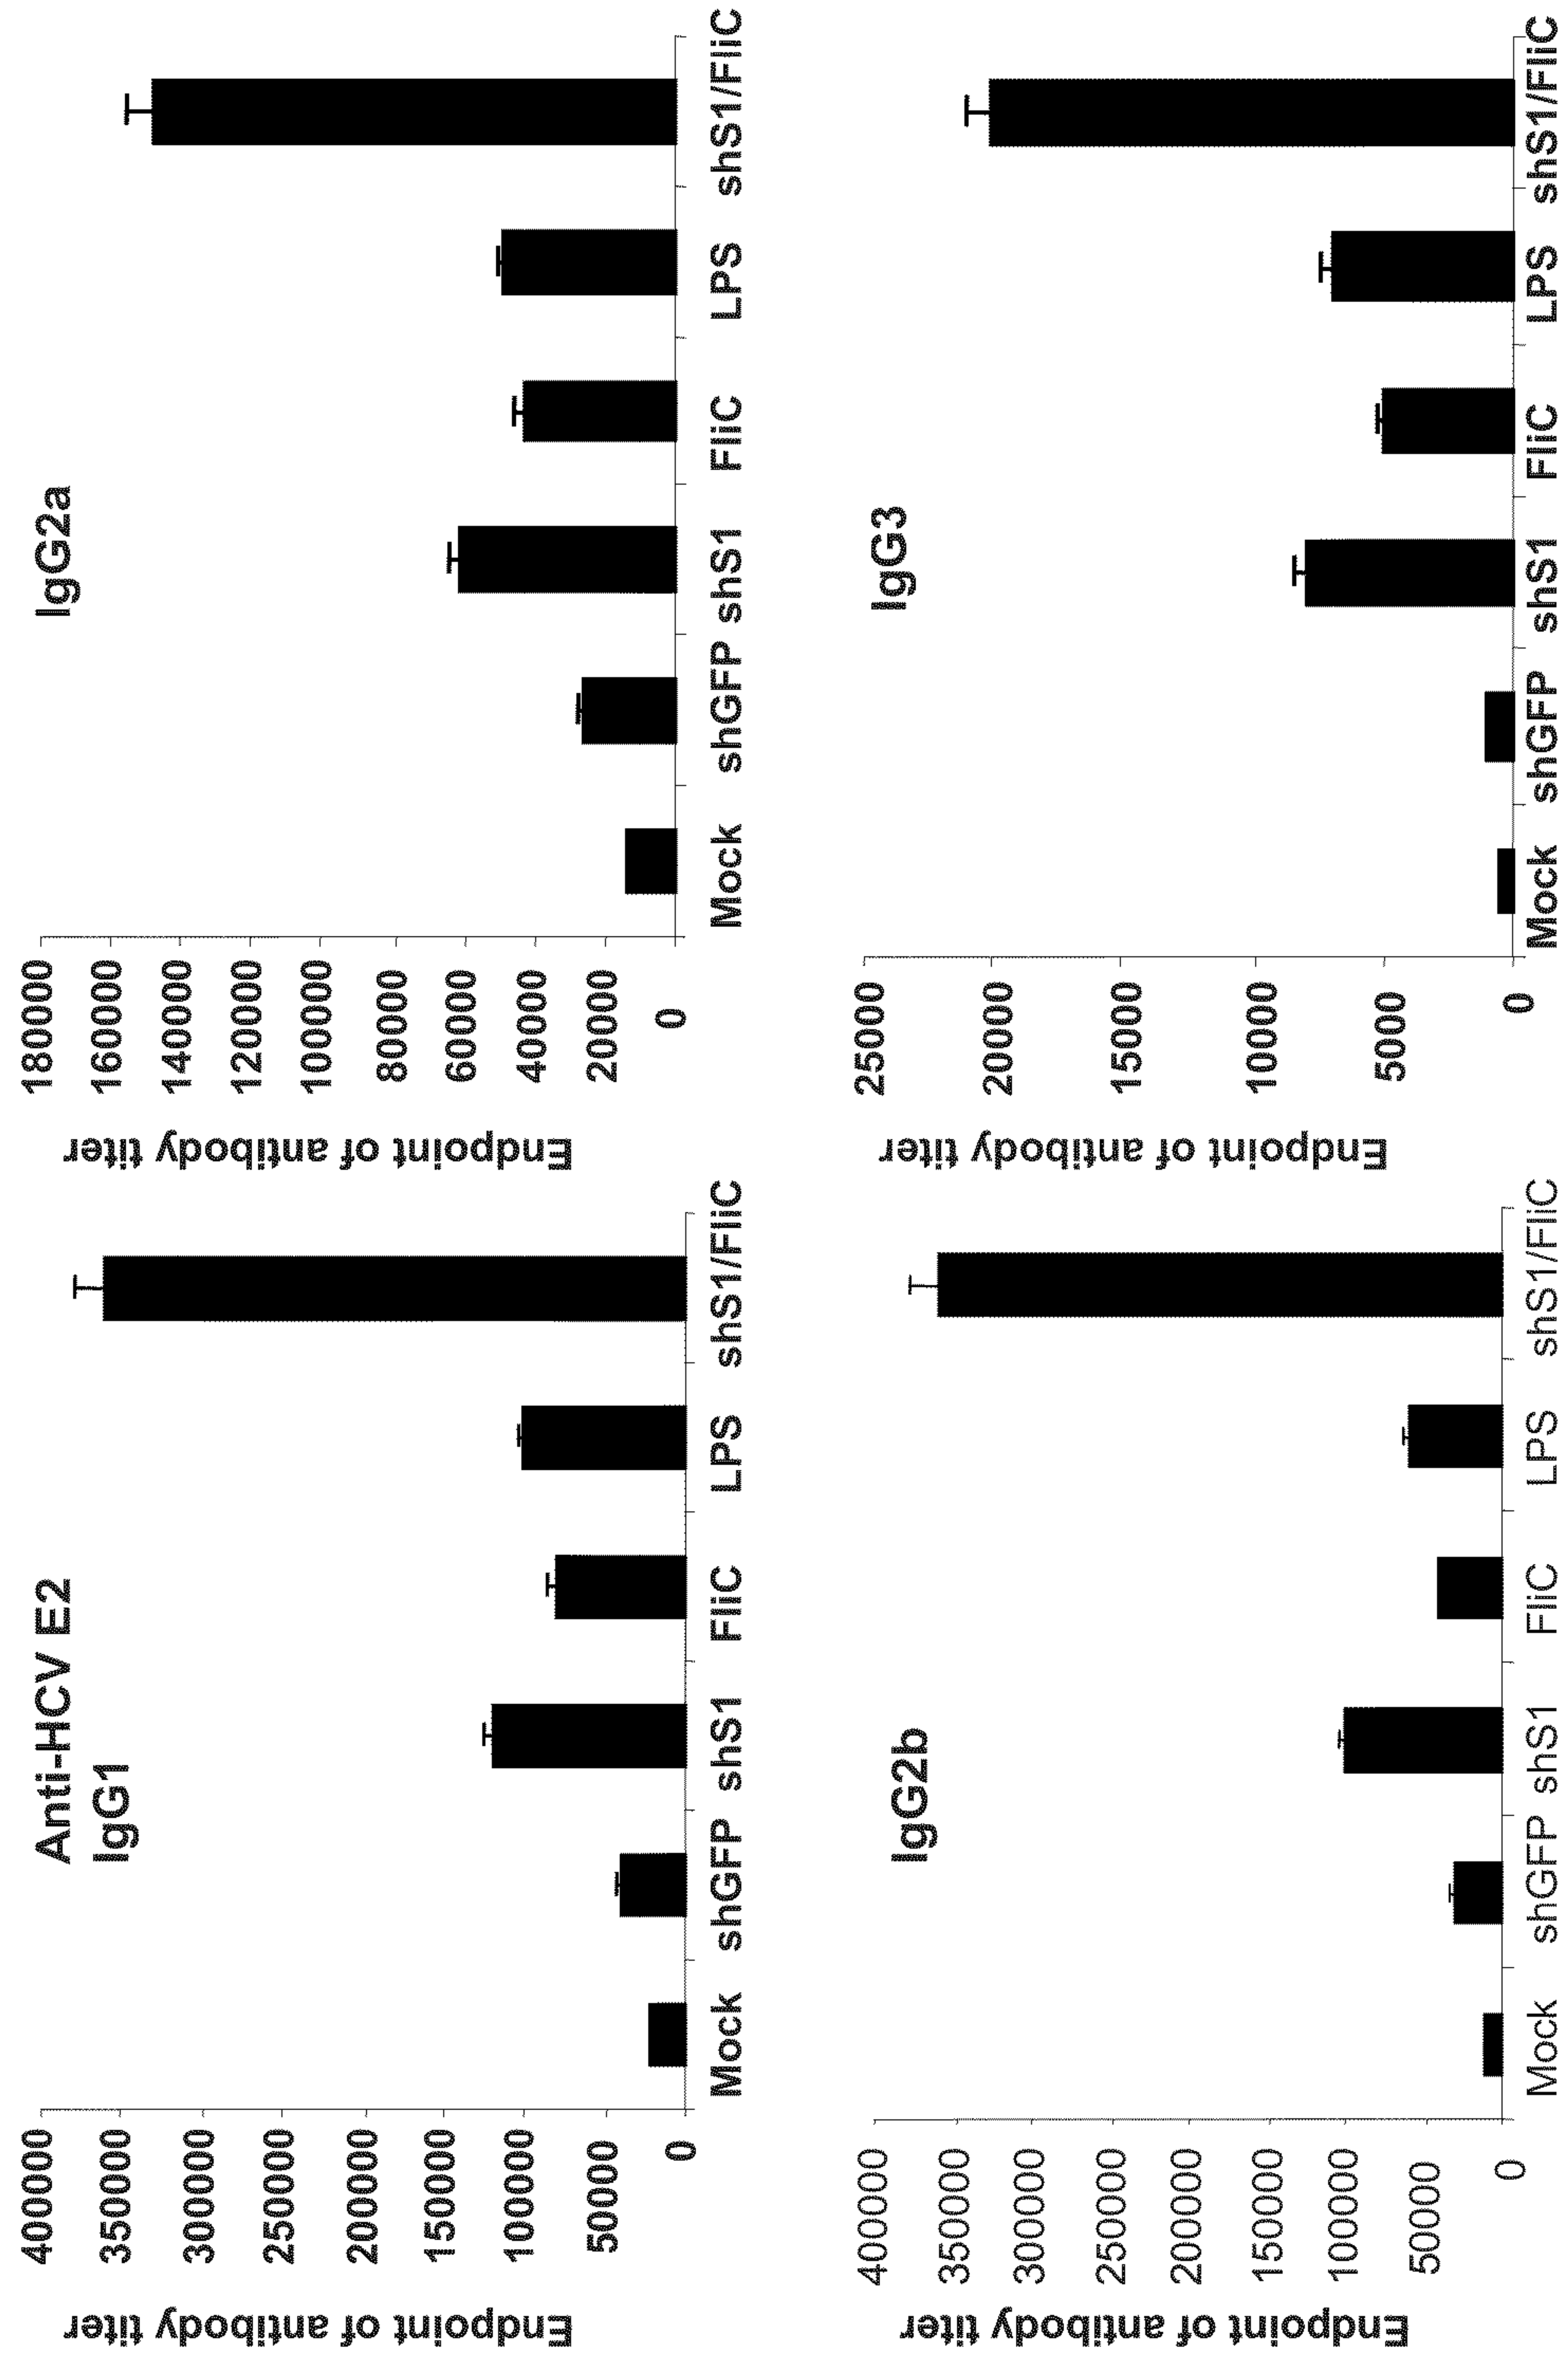 Anti-HCV E2
IgG1
Endpoint of antibody titer
400000
350000
300000
250000
200000
150000
100000
50000
0
Mock shGFP shS1 FliC LPS shS1/FliC
IgG2a
Endpoint of antibody titer
180000
160000
140000
120000
100000
80000
60000
40000
20000
0
Mock shGFP shS1 FliC LPS shS1/FliC
IgG2b
Endpoint of antibody titer
400000
350000
300000
250000
200000
150000
100000
50000
0
Mock shGFP shS1 FliC LPS shS1/FliC
IgG3
Endpoint of antibody titer
25000
20000
15000
10000
5000
0
Mock shGFP shS1 FliC LPS shS1/FliC